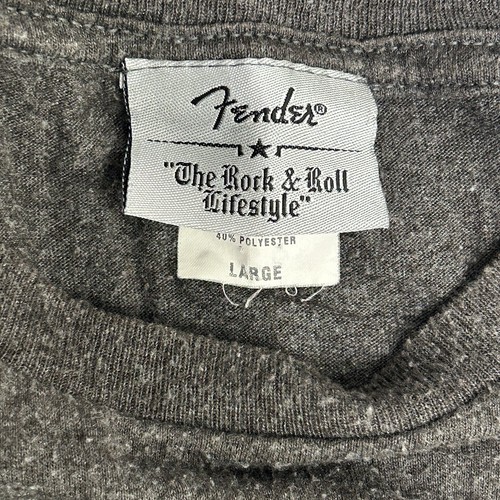 Fender®
"The Rock & Roll
Lifestyle"
40% POLYESTER
LARGE